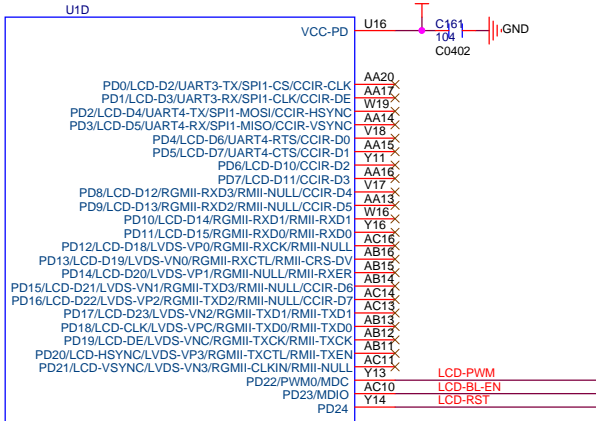 U1D
VCC-PD U16 C161 GND
104
C0402
PD0/LCD-D2/UART3-TX/SPI1-CS/CCIR-CLK AA20
PD1/LCD-D3/UART3-RX/SPI1-CLK/CCIR-DE AA17
PD2/LCD-D4/UART4-TX/SPI1-MOSI/CCIR-HSYNC W19
PD3/LCD-D5/UART4-RX/SPI1-MISO/CCIR-VSYNC AA14
PD4/LCD-D6/UART4-RTS/CCIR-D0 V18
PD5/LCD-D7/UART4-CTS/CCIR-D1 AA15
PD6/LCD-D10/CCIR-D2 Y11
PD7/LCD-D11/CCIR-D3 AA16
PD8/LCD-D12/RGMII-RXD3/RMII-NULL/CCIR-D4 V17
PD9/LCD-D13/RGMII-RXD2/RMII-NULL/CCIR-D5 AA13
PD10/LCD-D14/RGMII-RXD1/RMII-RXD1 W16
PD11/LCD-D15/RGMII-RXD0/RMII-RXD0 Y16
PD12/LCD-D18/LVDS-VP0/RGMII-RXCK/RMII-NULL AC16
PD13/LCD-D19/LVDS-VN0/RGMII-RXCTL/RMII-CRS-DV AB16
PD14/LCD-D20/LVDS-VP1/RGMII-NULL/RMII-RXER AB15
PD15/LCD-D21/LVDS-VN1/RGMII-TXD3/RMII-NULL/CCIR-D6 AB14
PD16/LCD-D22/LVDS-VP2/RGMII-TXD2/RMII-NULL/CCIR-D7 AC14
PD17/LCD-D23/LVDS-VN2/RGMII-TXD1/RMII-TXD1 AC13
PD18/LCD-CLK/LVDS-VPC/RGMII-TXD0/RMII-TXD0 AB13
PD19/LCD-DE/LVDS-VNC/RGMII-TXCK/RMII-TXCK AB12
PD20/LCD-HSYNC/LVDS-VP3/RGMII-TXCTL/RMII-TXEN AB11
PD21/LCD-VSYNC/LVDS-VN3/RGMII-CLKIN/RMII-NULL AC11
PD22/PWM0/MDC Y13 LCD-PWM
PD23/MDIO AC10 LCD-BL-EN
PD24 Y14 LCD-RST